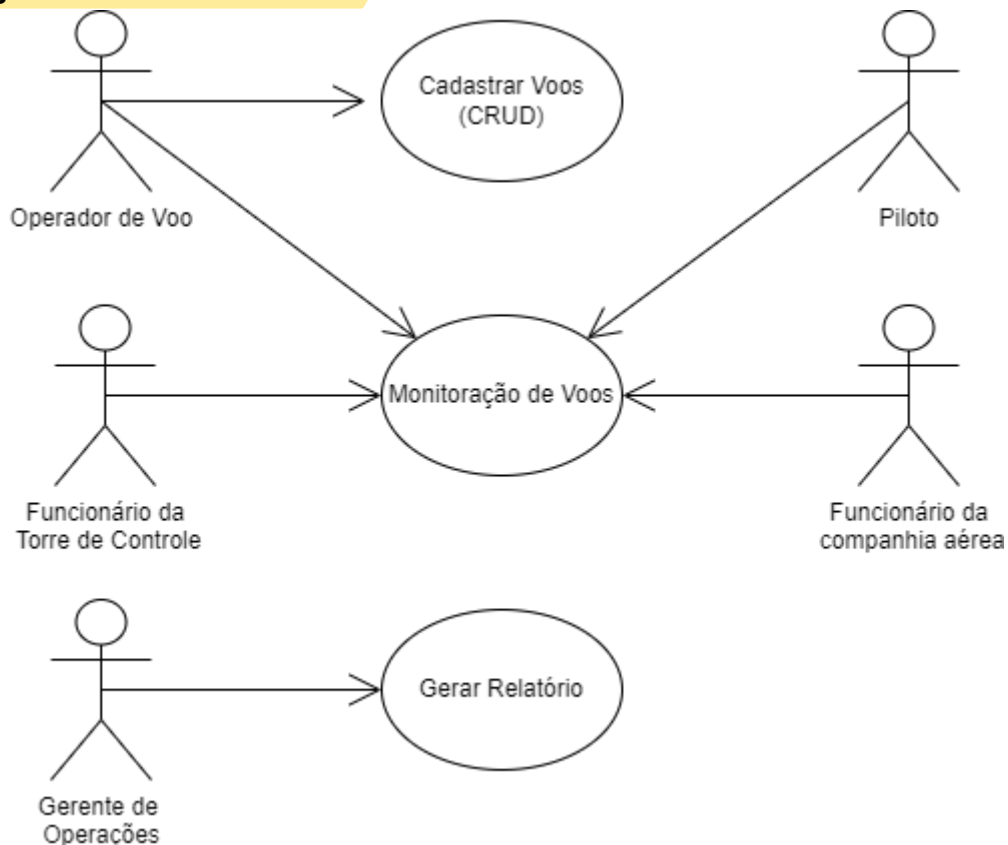 Cadastrar Voos
(CRUD)
Operador de Voo
Piloto
Monitoração de Voos
Funcionário da
Torre de Controle
Funcionário da
companhia aérea
Gerar Relatório
Gerente de
Operações